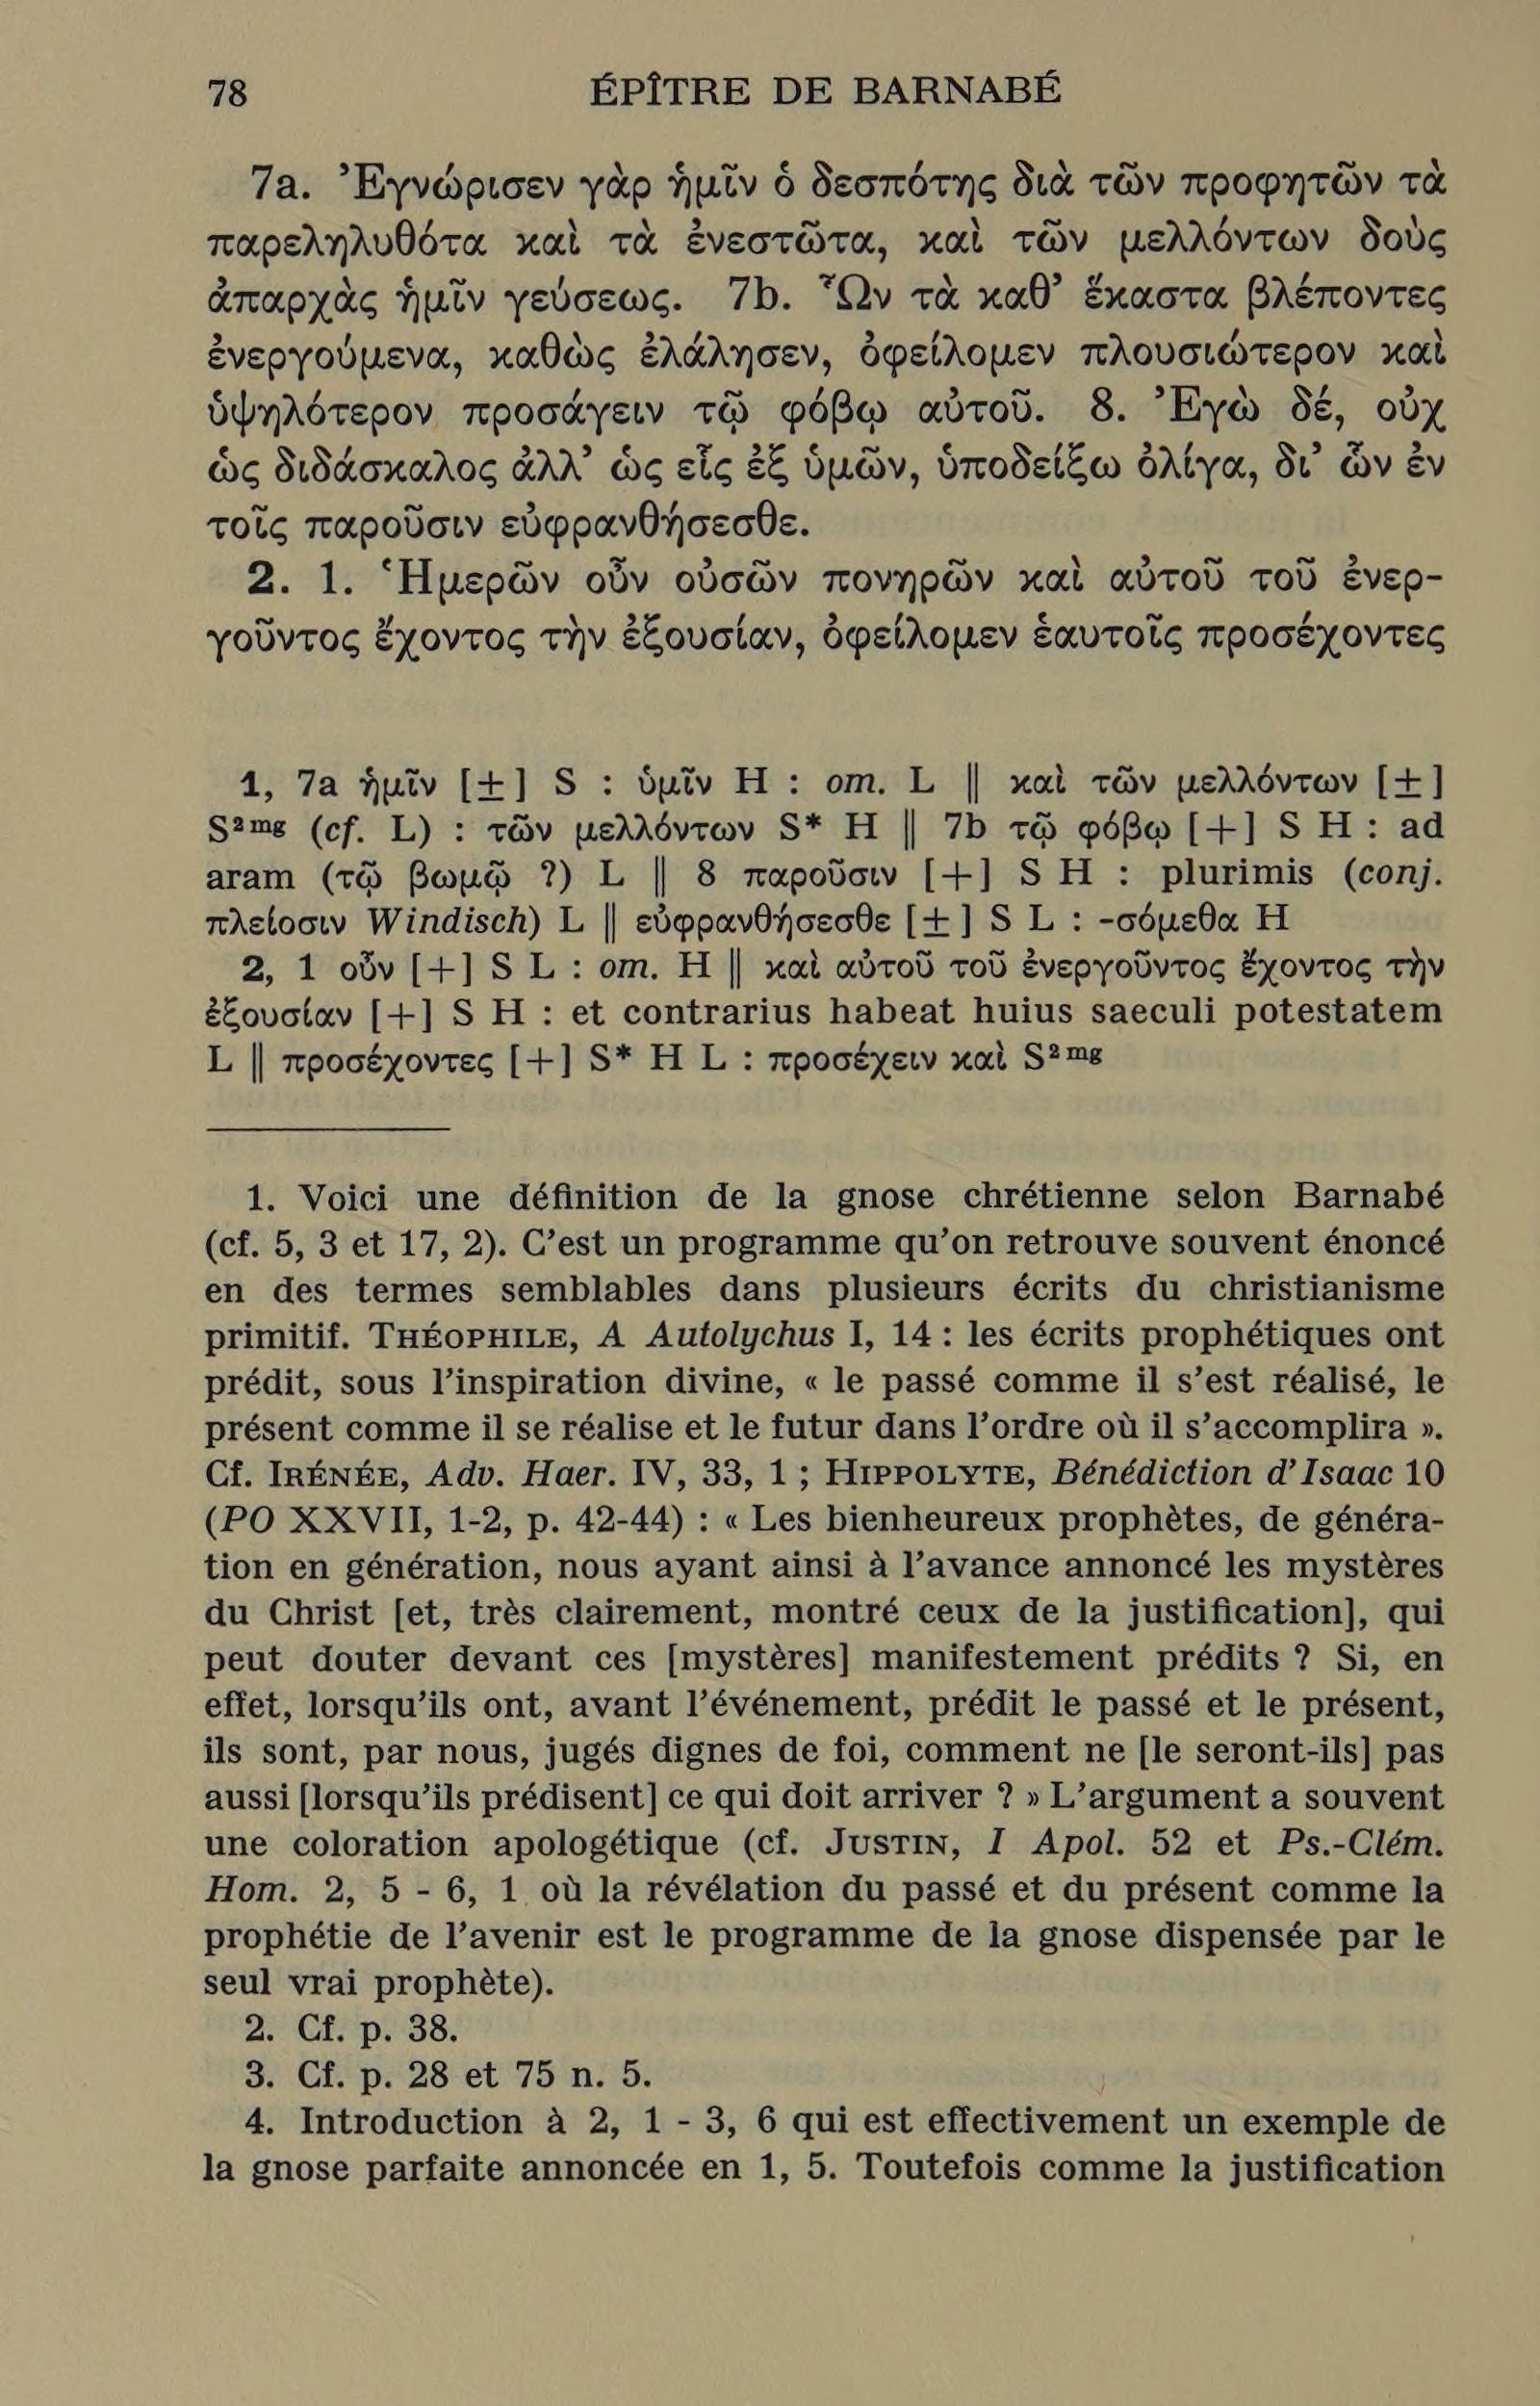 78 ÉPÎTRE DE BARNABÉ
7a. Ἐγνώρισεν γὰρ ἡμῖν ὁ δεσπότης διὰ τῶν προφητῶν τὰ
παρεληλυθότα καὶ τὰ ἐνεστῶτα, καὶ τῶν μελλόντων δοὺς
ἀπαρχὰς ἡμῖν γεύσεως. 7b. Ὧν τὰ καθ’ ἕκαστα βλέποντες
ἐνεργούμενα, καθὼς ἐλάλησεν, ὀφείλομεν πλουσιώτερον καὶ
ὑψηλότερον προσάγειν τῷ φόβῳ αὐτοῦ. 8. Ἐγὼ δέ, οὐχ
ὡς διδάσκαλος ἀλλ’ ὡς εἷς ἐξ ὑμῶν, ὑποδείξω ὀλίγα, δι’ ὧν ἐν
τοῖς παροῦσιν εὐφρανθήσεσθε.
2. 1. Ἡμερῶν οὖν οὐσῶν πονηρῶν καὶ αὐτοῦ τοῦ ἐνερ-
γοῦντος ἔχοντος τὴν ἐξουσίαν, ὀφείλομεν ἑαυτοῖς προσέχοντες
1, 7a ἡμῖν [±] S : ὑμῖν H : om. L ‖ καὶ τῶν μελλόντων [±]
S²ᵐᵍ (cf. L) : τῶν μελλόντων S* H ‖ 7b τῷ φόβῳ [+] S H : ad
aram (τῷ βωμῷ ?) L ‖ 8 παροῦσιν [+] S H : plurimis (conj.
πλείοσιν Windisch) L ‖ εὐφρανθήσεσθε [±] S L : -σόμεθα H
2, 1 οὖν [+] S L : om. H ‖ καὶ αὐτοῦ τοῦ ἐνεργοῦντος ἔχοντος τὴν
ἐξουσίαν [+] S H : et contrarius habeat huius saeculi potestatem
L ‖ προσέχοντες [+] S* H L : προσέχειν καὶ S²ᵐᵍ
1. Voici une définition de la gnose chrétienne selon Barnabé
(cf. 5, 3 et 17, 2). C’est un programme qu’on retrouve souvent énoncé
en des termes semblables dans plusieurs écrits du christianisme
primitif. THÉOPHILE, A Autolychus I, 14 : les écrits prophétiques ont
prédit, sous l’inspiration divine, « le passé comme il s’est réalisé, le
présent comme il se réalise et le futur dans l’ordre où il s’accomplira ».
Cf. IRÉNÉE, Adv. Haer. IV, 33, 1 ; HIPPOLYTE, Bénédiction d’Isaac 10
(PO XXVII, 1-2, p. 42-44) : « Les bienheureux prophètes, de généra-
tion en génération, nous ayant ainsi à l’avance annoncé les mystères
du Christ [et, très clairement, montré ceux de la justification], qui
peut douter devant ces [mystères] manifestement prédits ? Si, en
effet, lorsqu’ils ont, avant l’événement, prédit le passé et le présent,
ils sont, par nous, jugés dignes de foi, comment ne [le seront-ils] pas
aussi [lorsqu’ils prédisent] ce qui doit arriver ? » L’argument a souvent
une coloration apologétique (cf. JUSTIN, I Apol. 52 et Ps.-Clém.
Hom. 2, 5 - 6, 1 où la révélation du passé et du présent comme la
prophétie de l’avenir est le programme de la gnose dispensée par le
seul vrai prophète).
2. Cf. p. 38.
3. Cf. p. 28 et 75 n. 5.
4. Introduction à 2, 1 - 3, 6 qui est effectivement un exemple de
la gnose parfaite annoncée en 1, 5. Toutefois comme la justification